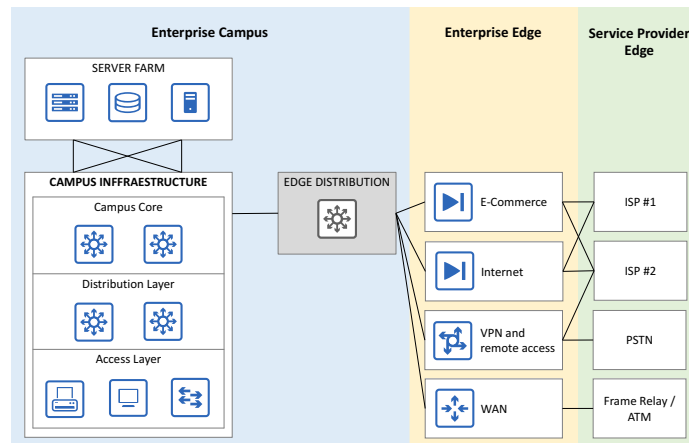 Enterprise Campus
Enterprise Edge
Service Provider
Edge
SERVER FARM
CAMPUS INFFRAESTRUCTURE
EDGE DISTRIBUTION
Campus Core
Distribution Layer
Access Layer
E-Commerce
Internet
VPN and
remote access
WAN
ISP #1
ISP #2
PSTN
Frame Relay /
ATM